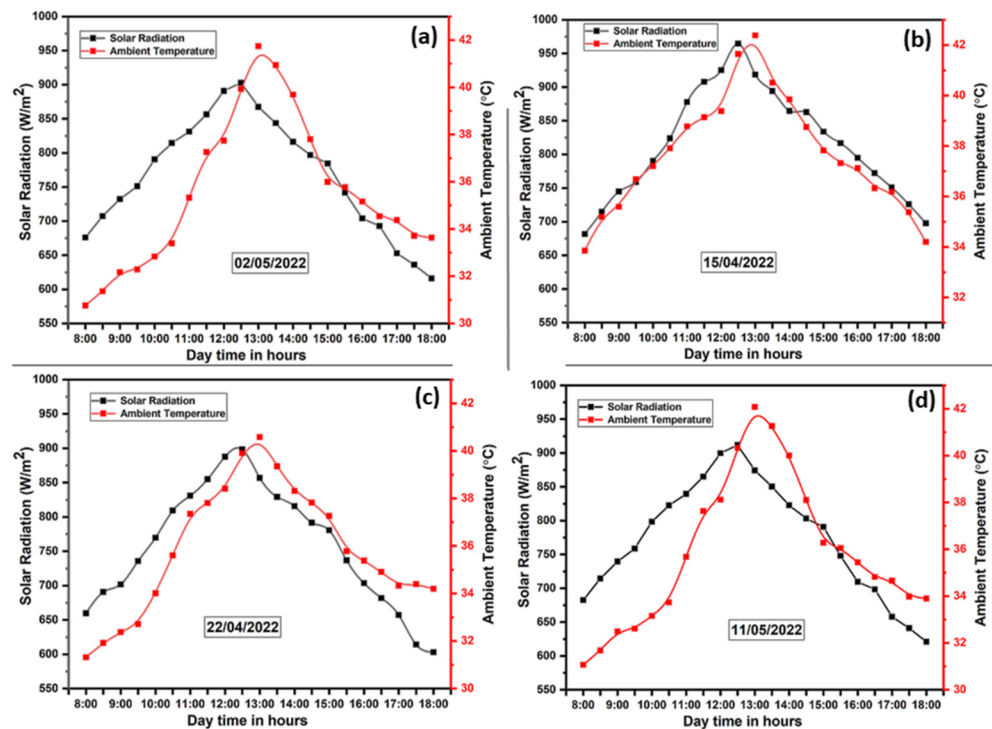 (a)
Solar Radiation
Ambient Temperature
1000
950
900
850
800
750
700
650
600
550
Solar Radiation (W/m²)
42
40
38
36
34
32
30
Ambient Temperature (°C)
02/05/2022
8:00 9:00 10:00 11:00 12:00 13:00 14:00 15:00 16:00 17:00 18:00
Day time in hours
(b)
Solar Radiation
Ambient Temperature
1000
950
900
850
800
750
700
650
600
550
Solar Radiation (W/m²)
42
40
38
36
34
32
Ambient Temperature (°C)
15/04/2022
8:00 9:00 10:00 11:00 12:00 13:00 14:00 15:00 16:00 17:00 18:00
Day time in hours
(c)
Solar Radiation
Ambient Temperature
1000
950
900
850
800
750
700
650
600
550
Solar Radiation (W/m²)
42
40
38
36
34
32
30
Ambient Temperature (°C)
22/04/2022
8:00 9:00 10:00 11:00 12:00 13:00 14:00 15:00 16:00 17:00 18:00
Day time in hours
(d)
Solar Radiation
Ambient Temperature
1000
950
900
850
800
750
700
650
600
550
Solar Radiation (W/m²)
42
40
38
36
34
32
30
Ambient Temperature (°C)
11/05/2022
8:00 9:00 10:00 11:00 12:00 13:00 14:00 15:00 16:00 17:00 18:00
Day time in hours